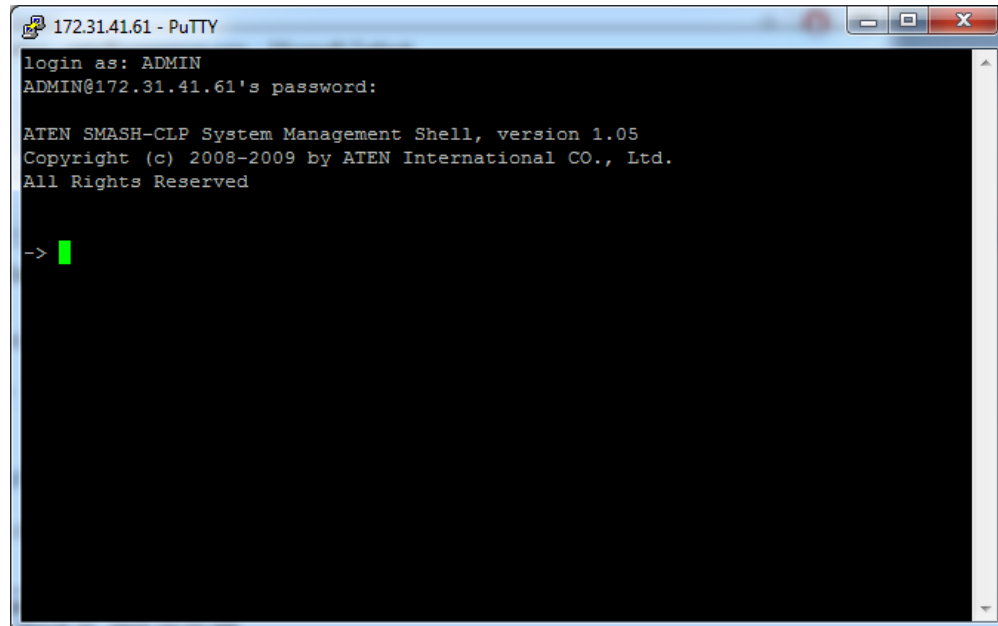 172.31.41.61 - PuTTY
login as: ADMIN
ADMIN@172.31.41.61's password:
ATEN SMASH-CLP System Management Shell, version 1.05
Copyright (c) 2008-2009 by ATEN International CO., Ltd.
All Rights Reserved
->